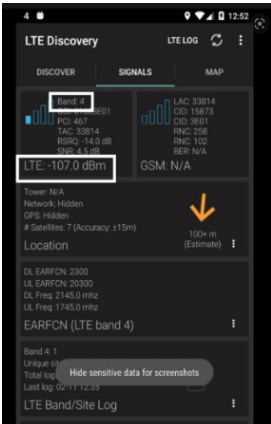 4 12:52
LTE Discovery LTE LOG
DISCOVER SIGNALS MAP
Band: 4
PCI: 467
TAC: 33814
RSRQ: -14.0 dB
SNR: 4.5 dB
LTE: -107.0 dBm
LAC: 33814
CID: 15873
CID: 3E01
RNC: 258
RNC: 102
BER: N/A
GSM: N/A
Tower: N/A
Network: Hidden
GPS: Hidden
# Satellites: 7 (Accuracy: ±15m)
Location
100+ m
(Estimate)
DL EARFCN: 2300
UL EARFCN: 20300
DL Freq: 2145.0 mhz
UL Freq: 1745.0 mhz
EARFCN (LTE band 4)
Band 4: 1
Unique
Total log
Last log: 02-11 12:35
Hide sensitive data for screenshots
LTE Band/Site Log